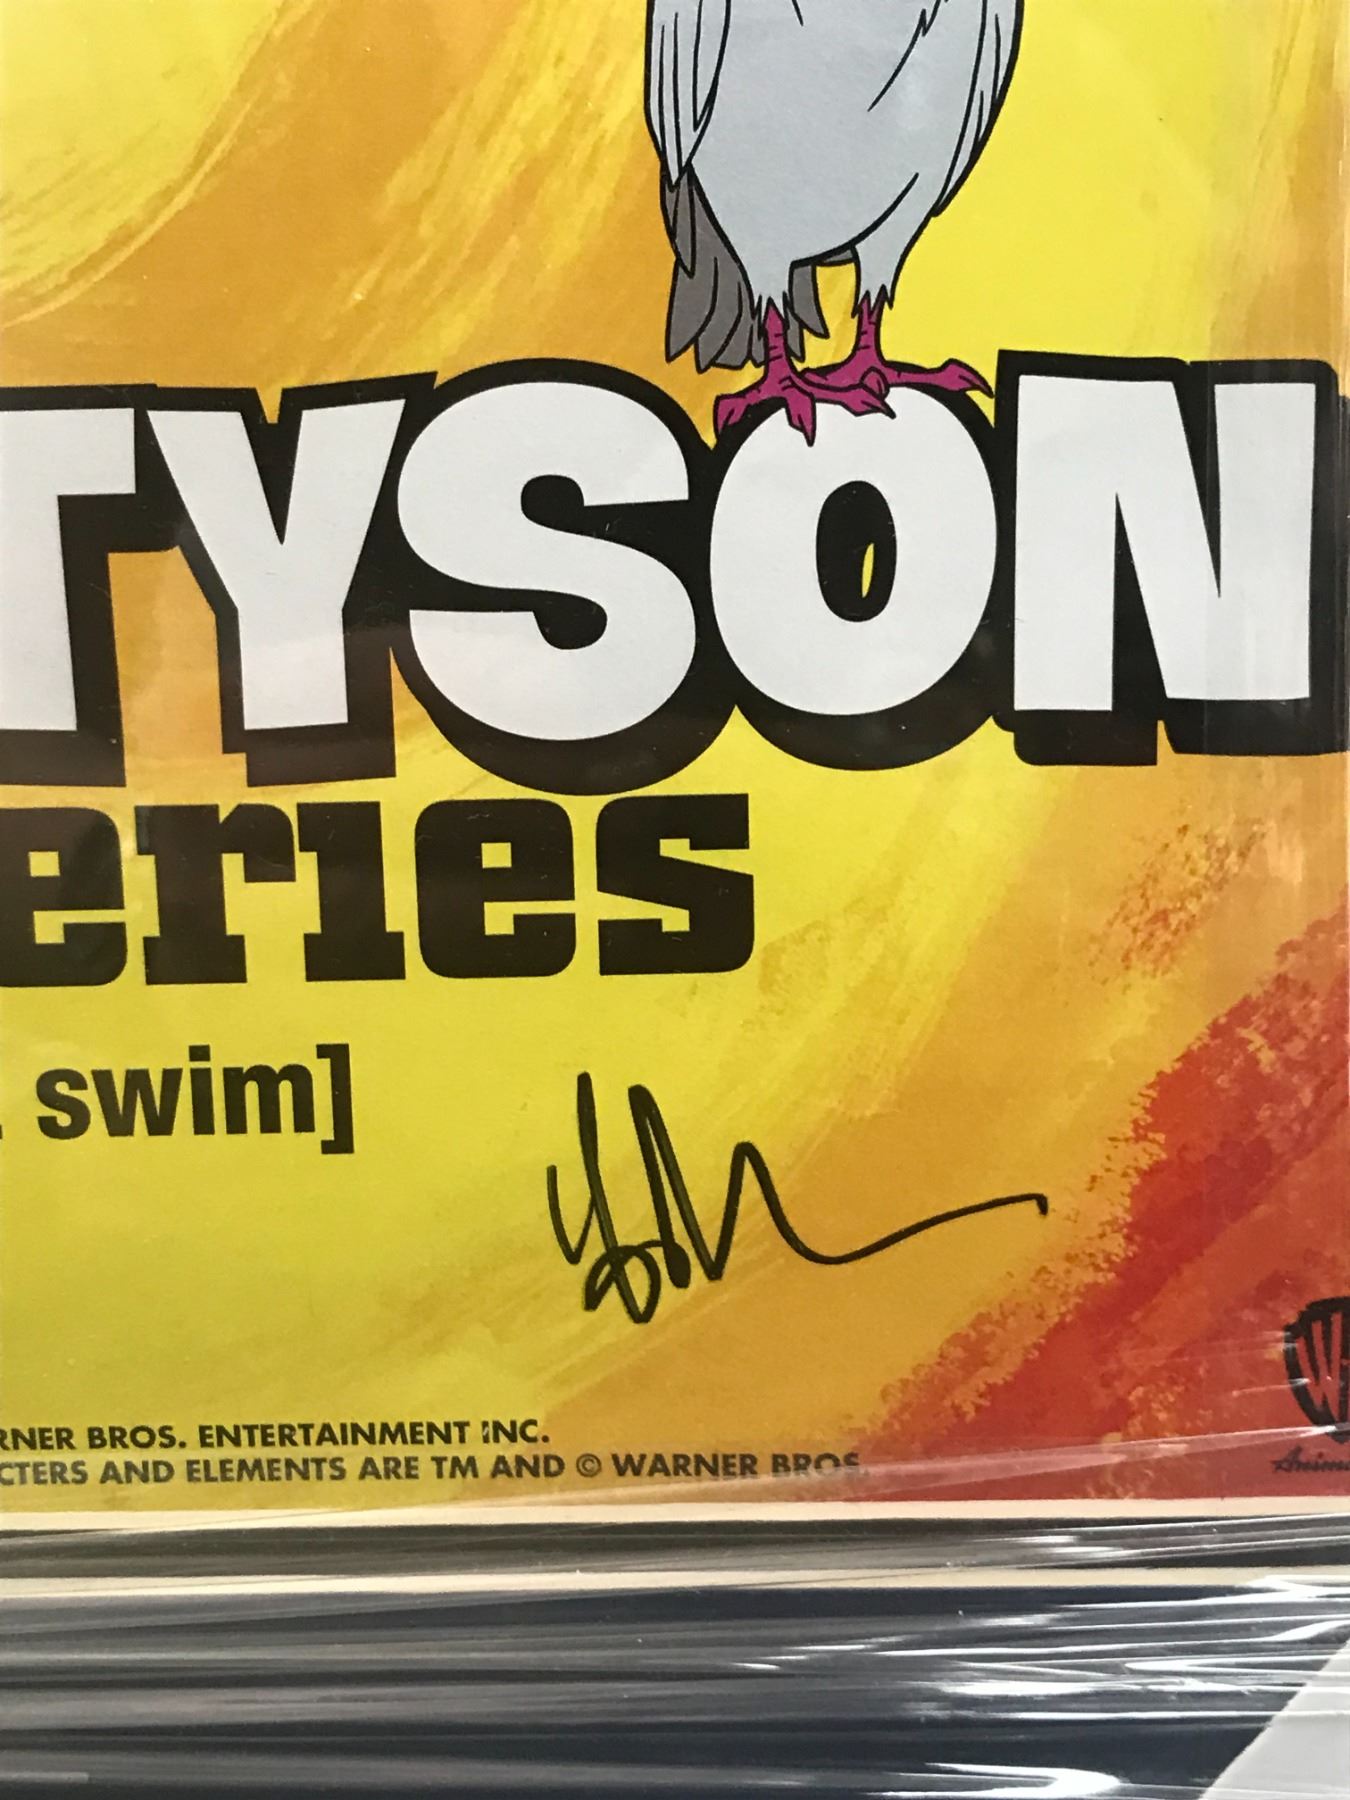 TYSON
eries
swim]
RNER BROS. ENTERTAINMENT INC.
CTERS AND ELEMENTS ARE TM AND © WARNER BROS.